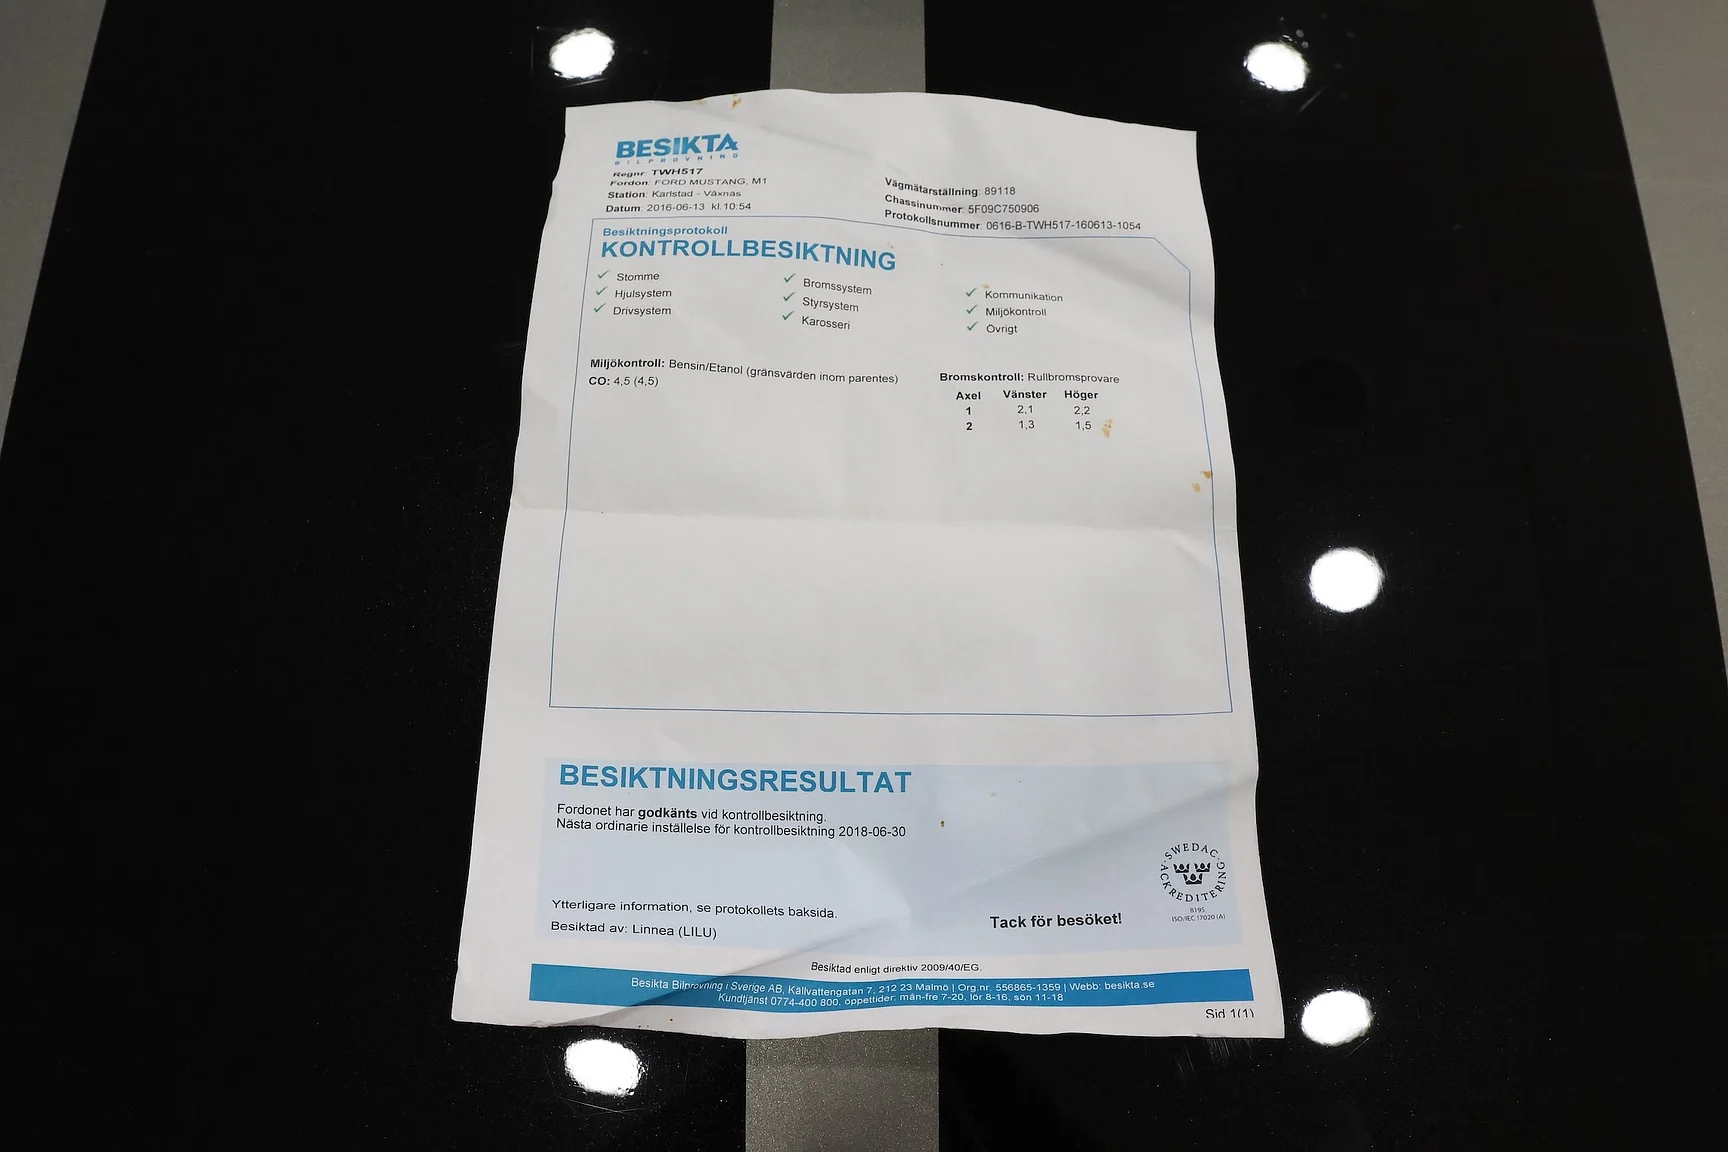 BESIKTA
BILPROVNING
Regnr: TWH517
Fordon: FORD MUSTANG, M1
Station: Karlstad - Våxnäs
Datum: 2016-06-13 kl.10:54
Vägmätarställning: 89118
Chassinummer: 5F09C750906
Protokollsnummer: 0616-B-TWH517-160613-1054
Besiktningsprotokoll
KONTROLLBESIKTNING
Stomme
Hjulsystem
Drivsystem
Bromssystem
Styrsystem
Karosseri
Kommunikation
Miljökontroll
Övrigt
Miljökontroll: Bensin/Etanol (gränsvärden inom parentes)
CO: 4,5 (4,5)
Bromskontroll: Rullbromsprovare
Axel Vänster Höger
1 2,1 2,2
2 1,3 1,5
BESIKTNINGSRESULTAT
Fordonet har godkänts vid kontrollbesiktning.
Nästa ordinarie inställelse för kontrollbesiktning 2018-06-30
Ytterligare information, se protokollets baksida.
Besiktad av: Linnea (LILU)
Tack för besöket!
SWEDAC
ACKREDITERING
8195
ISO/IEC 17020 (A)
Besiktad enligt direktiv 2009/40/EG.
Besikta Bilprovning i Sverige AB, Källvattengatan 7, 212 23 Malmö | Org.nr. 556865-1359 | Webb: besikta.se
Kundtjänst 0774-400 800, öppettider: mån-fre 7-20, lör 8-16, sön 11-18
Sid 1(1)